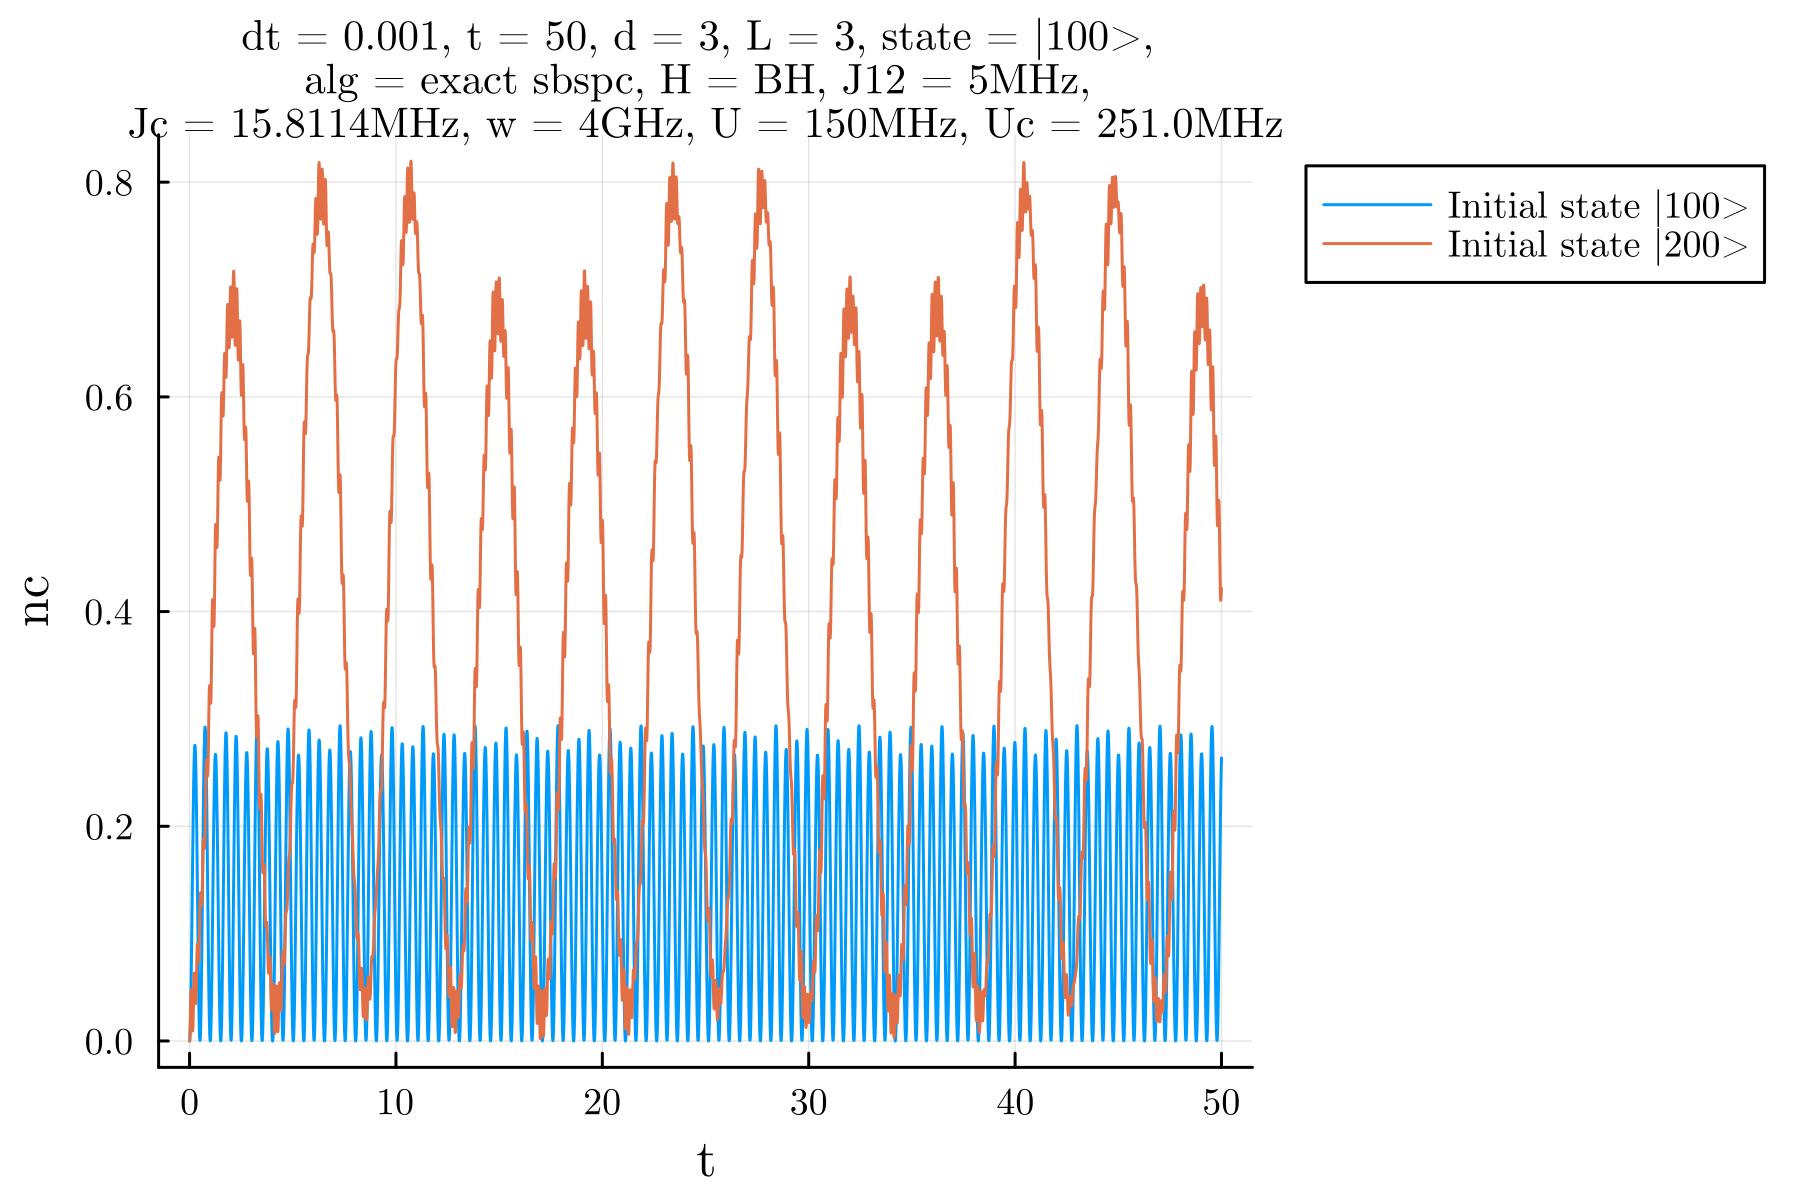 dt = 0.001, t = 50, d = 3, L = 3, state = |100>,
alg = exact sbspc, H = BH, J12 = 5MHz,
Jc = 15.8114MHz, w = 4GHz, U = 150MHz, Uc = 251.0MHz
Initial state |100>
Initial state |200>
0.8
0.6
0.4
0.2
0.0
nc
0 10 20 30 40 50
t